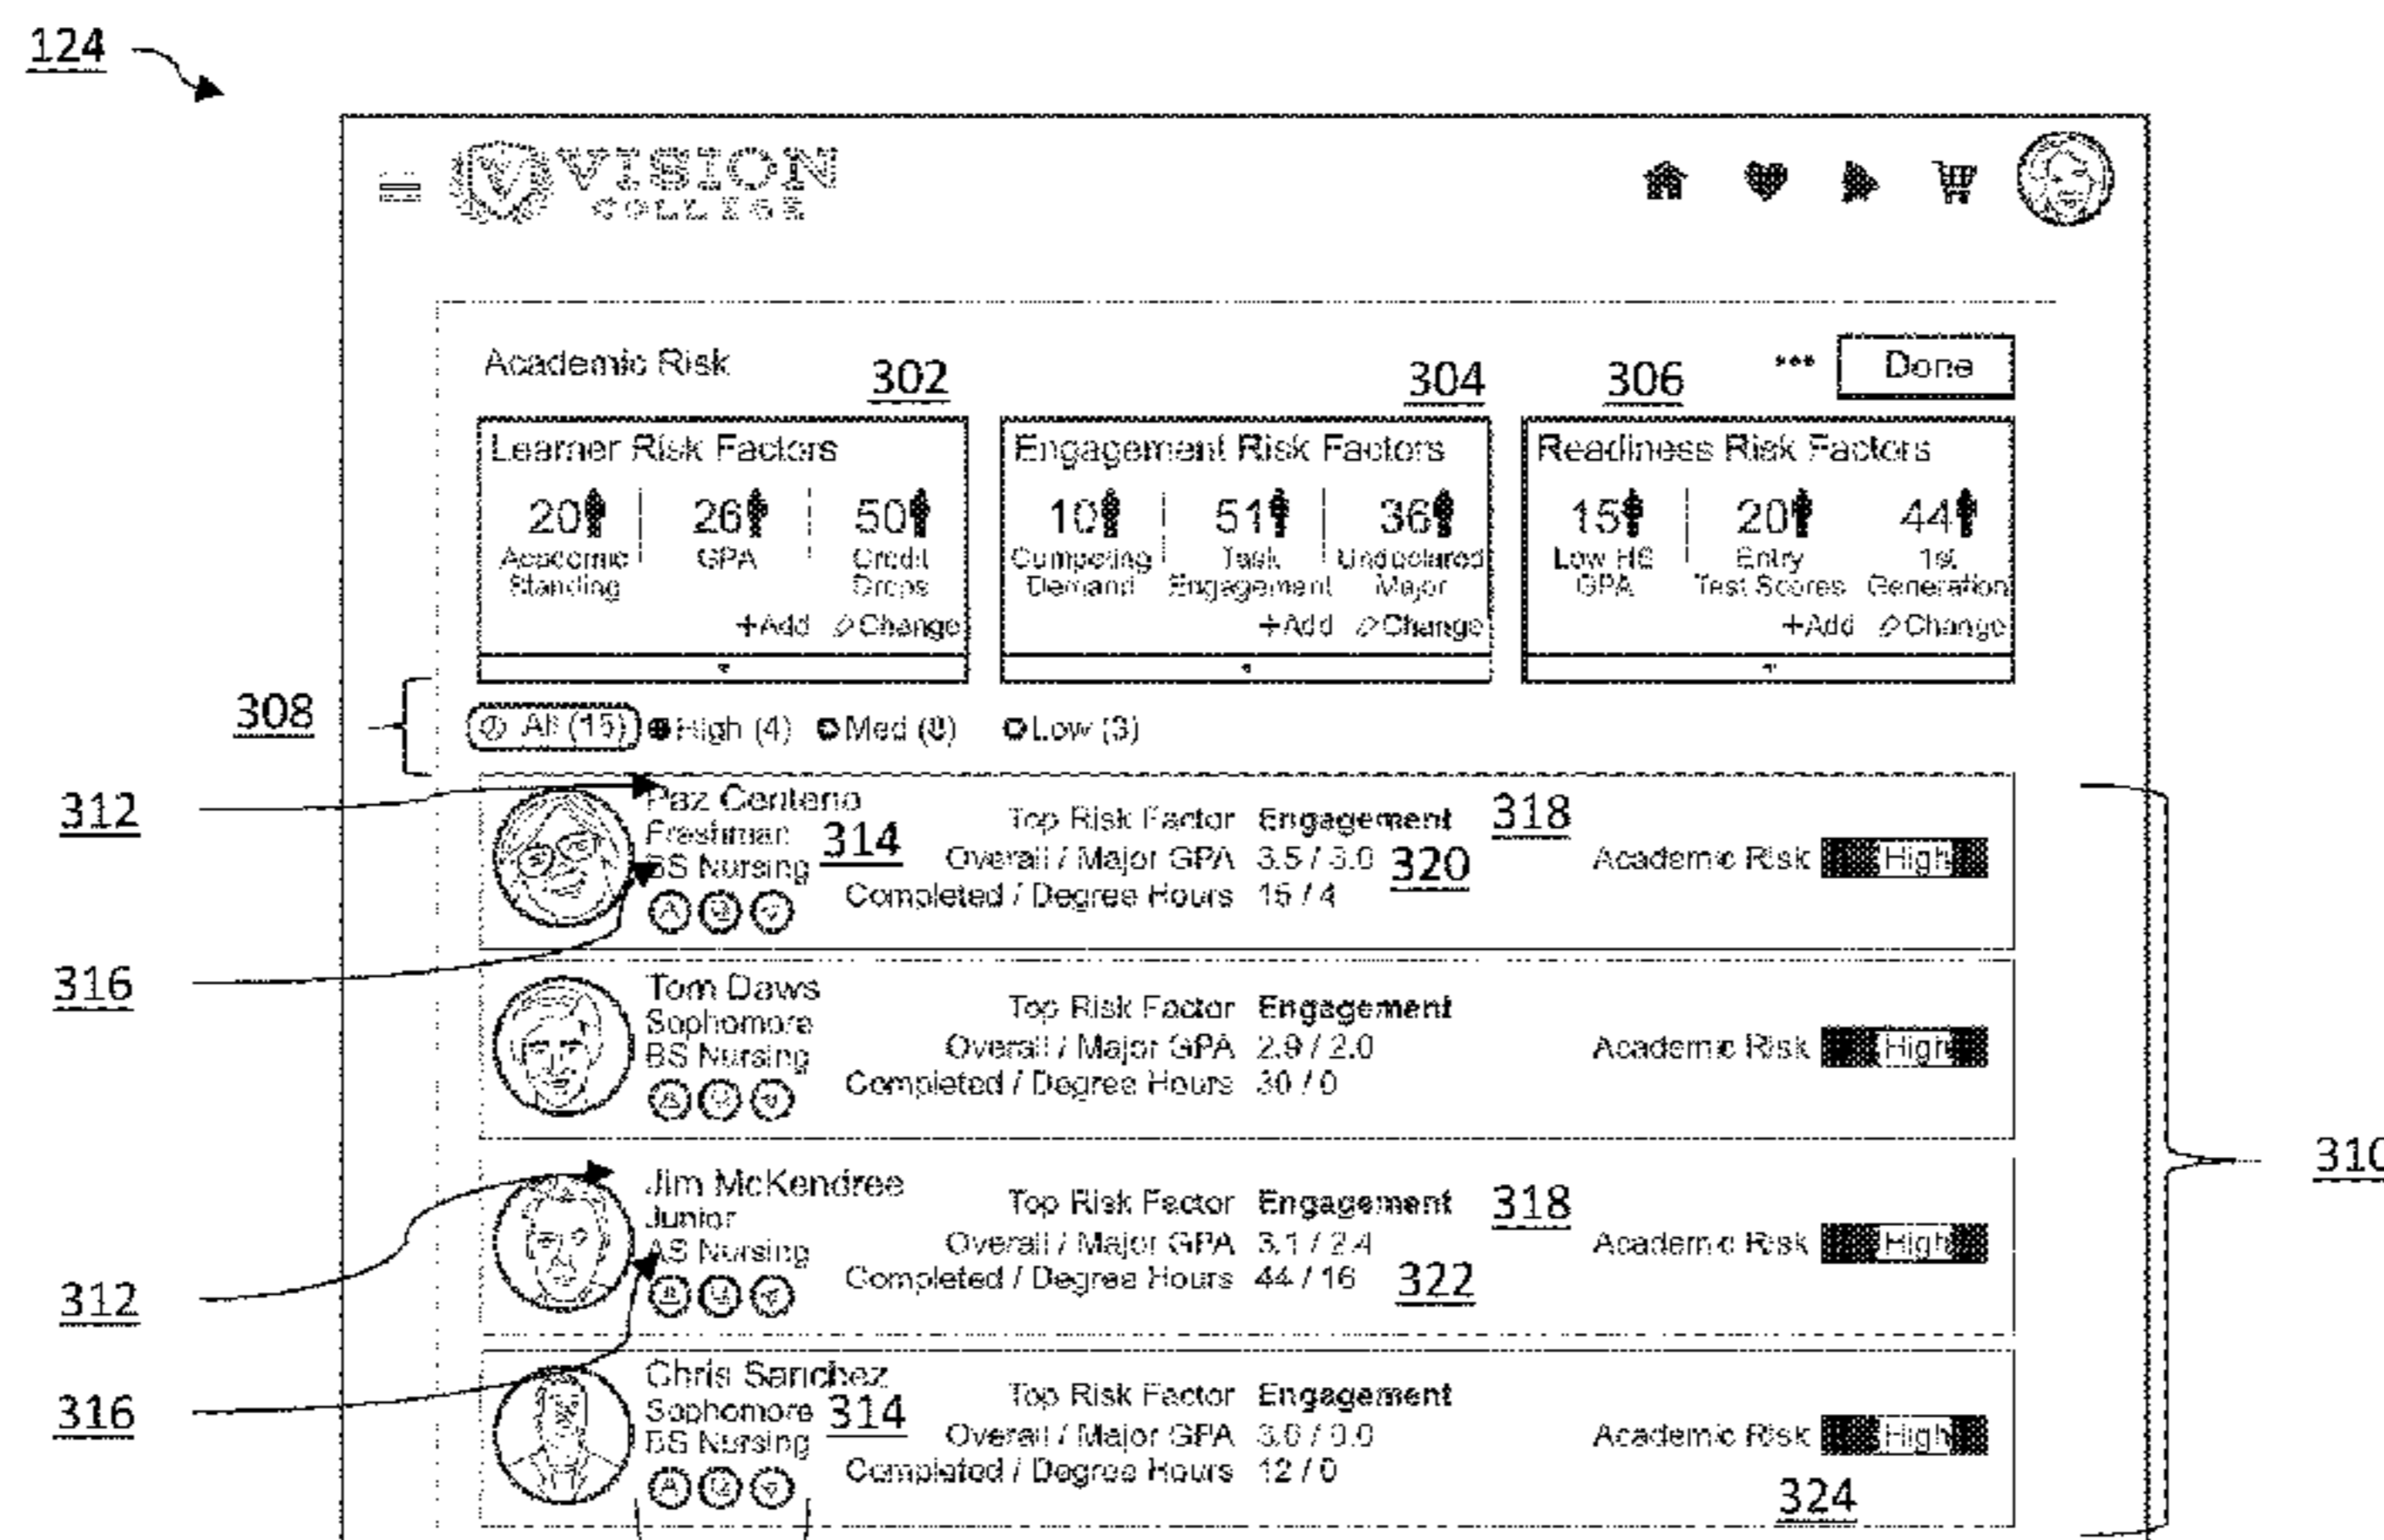 124
VISION
COLLEGE
Academic Risk
302
304
306
Done
Learner Risk Factors
Engagement Risk Factors
Readiness Risk Factors
20
26
50
10
51
36
15
20
44
Academic Standing
GPA
Credit Drops
Competing Demand
Task Engagement
Undeclared Major
Low HS GPA
Entry Test Scores
1st Generation
+Add Change
+Add Change
+Add Change
308
All (15) High (4) Med (8) Low (3)
312
Paz Centeno
Freshman
314
BS Nursing
Top Risk Factor Engagement
318
Overall / Major GPA 3.5 / 3.0
320
Completed / Degree Hours 15 / 4
Academic Risk High
316
Tom Daws
Sophomore
BS Nursing
Top Risk Factor Engagement
Overall / Major GPA 2.9 / 2.0
Completed / Degree Hours 30 / 0
Academic Risk High
310
Jim McKendree
Junior
AS Nursing
Top Risk Factor Engagement
318
Overall / Major GPA 3.1 / 2.4
Completed / Degree Hours 44 / 16
322
Academic Risk High
312
Chris Sanchez
Sophomore
314
BS Nursing
Top Risk Factor Engagement
Overall / Major GPA
Completed / Degree Hours 12 / 0
Academic Risk High
316
324